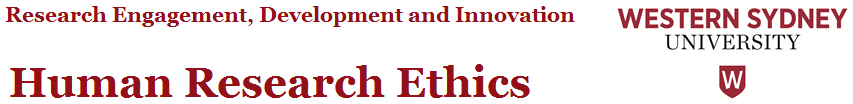 Research Engagement, Development and Innovation
Human Research Ethics
WESTERN SYDNEY
UNIVERSITY
W